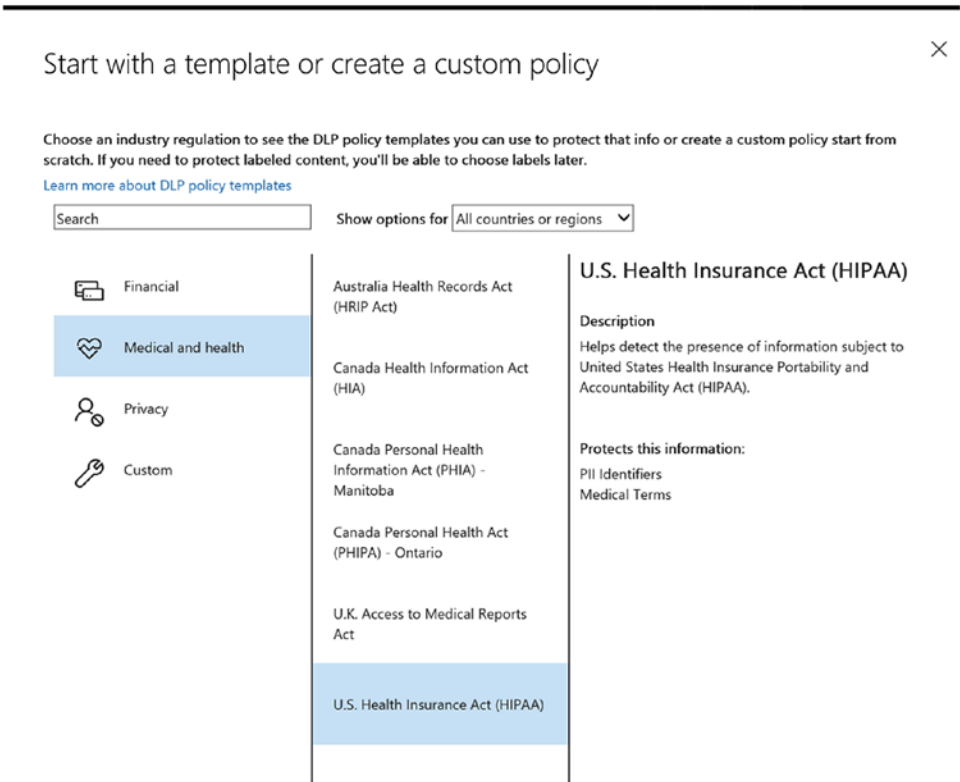 Start with a template or create a custom policy
Choose an industry regulation to see the DLP policy templates you can use to protect that info or create a custom policy start from
scratch. If you need to protect labeled content, you'll be able to choose labels later.
Learn more about DLP policy templates
Search
Show options for All countries or regions
Financial
Medical and health
Privacy
Custom
Australia Health Records Act
(HRIP Act)
Canada Health Information Act
(HIA)
Canada Personal Health
Information Act (PHIA) -
Manitoba
Canada Personal Health Act
(PHIPA) - Ontario
U.K. Access to Medical Reports
Act
U.S. Health Insurance Act (HIPAA)
U.S. Health Insurance Act (HIPAA)
Description
Helps detect the presence of information subject to
United States Health Insurance Portability and
Accountability Act (HIPAA).
Protects this information:
PII Identifiers
Medical Terms